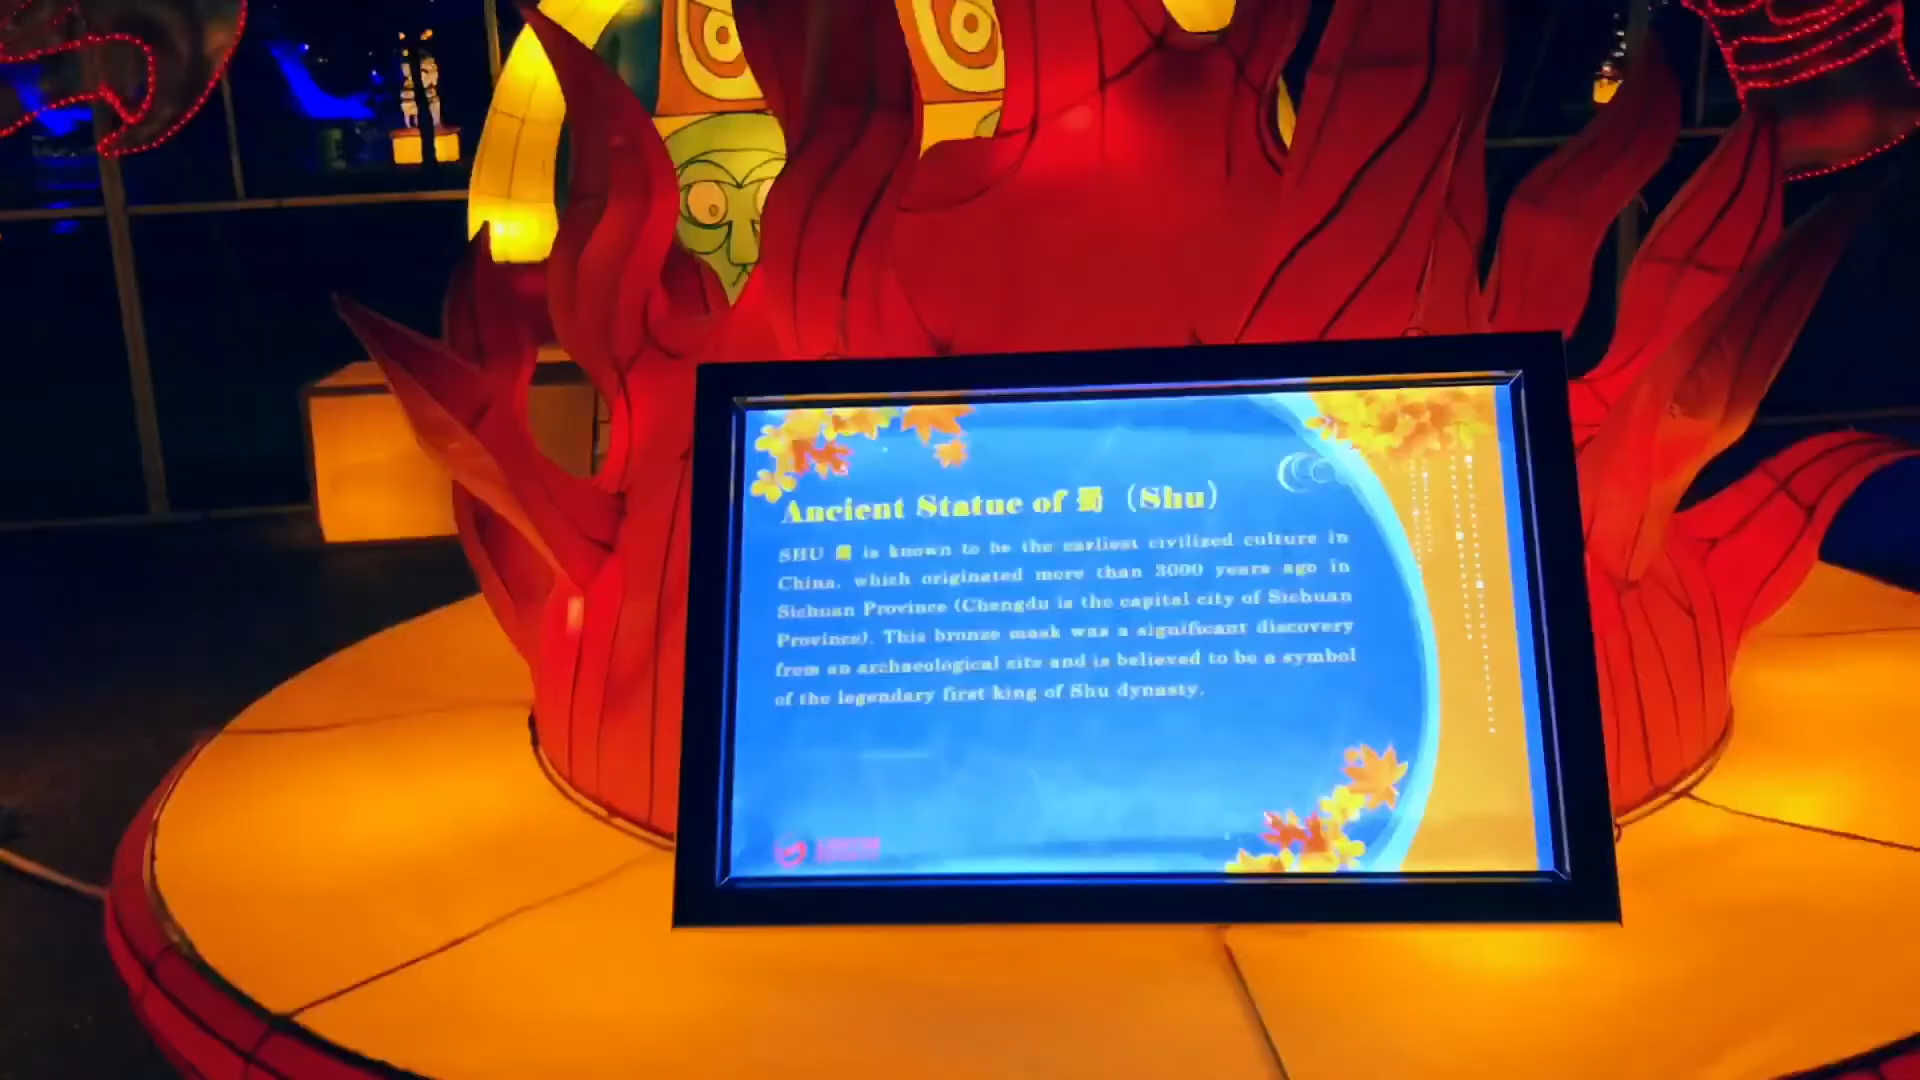 Ancient Statue of 蜀 (Shu)
SHU 蜀 is known to be the earliest civilized culture in
China, which originated more than 3000 years ago in
Sichuan Province (Chengdu is the capital city of Sichuan
Province). This bronze mask was a significant discovery
from an archaeological site and is believed to be a symbol
of the legendary first king of Shu dynasty.